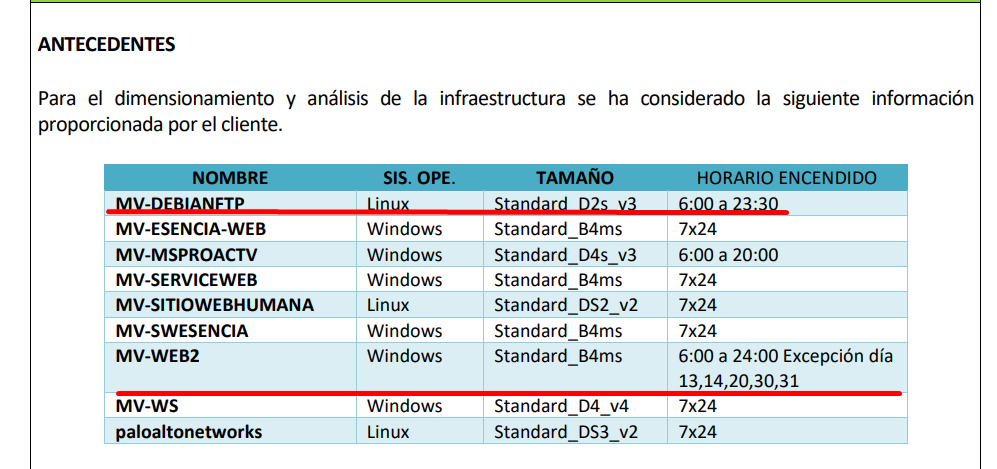 ANTECEDENTES
Para el dimensionamiento y análisis de la infraestructura se ha considerado la siguiente información
proporcionada por el cliente.
NOMBRE SIS. OPE. TAMAÑO HORARIO ENCENDIDO
MV-DEBIANFTP Linux Standard_D2s_v3 6:00 a 23:30
MV-ESENCIA-WEB Windows Standard_B4ms 7x24
MV-MSPROACTV Windows Standard_D4s_v3 6:00 a 20:00
MV-SERVICEWEB Windows Standard_B4ms 7x24
MV-SITIOWEBHUMANA Linux Standard_DS2_v2 7x24
MV-SWESENCIA Windows Standard_B4ms 7x24
MV-WEB2 Windows Standard_B4ms 6:00 a 24:00 Excepción día
13,14,20,30,31
MV-WS Windows Standard_D4_v4 7x24
paloaltonetworks Linux Standard_DS3_v2 7x24